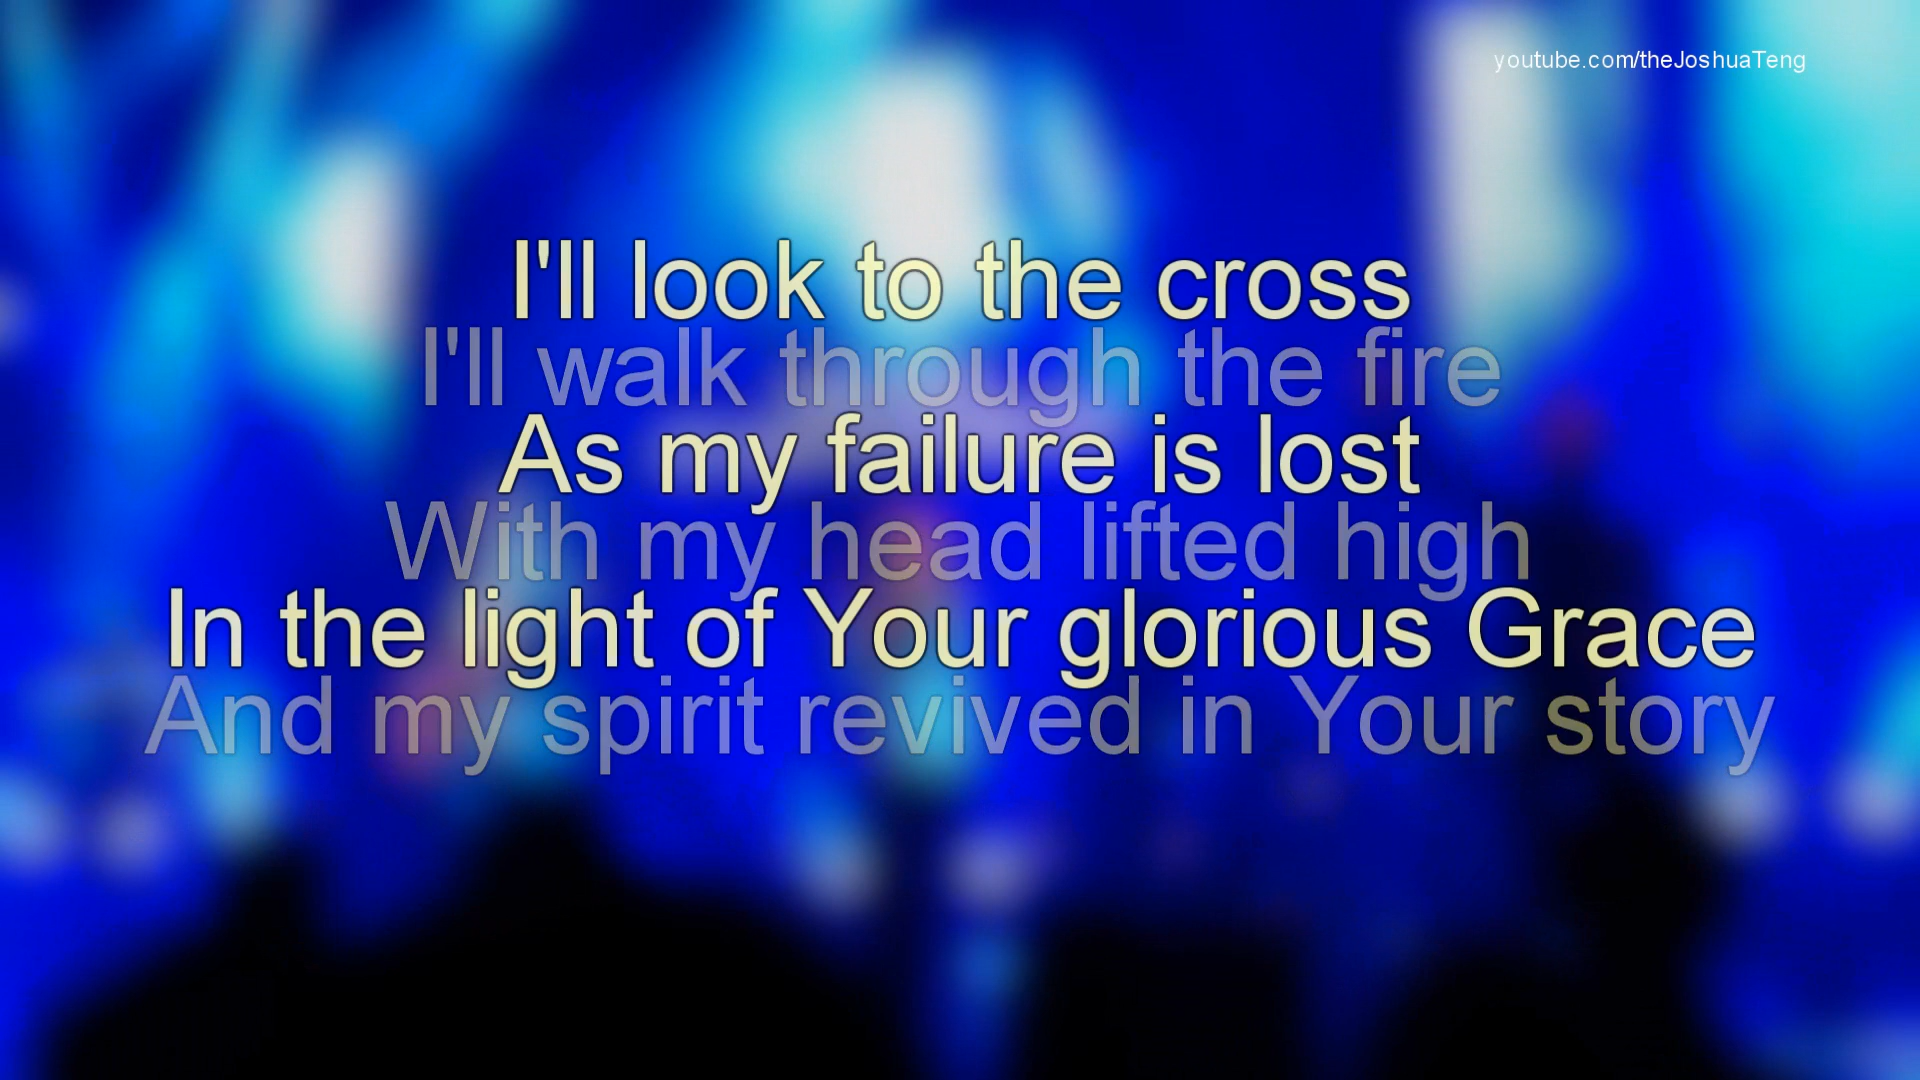 youtube.com/theJoshuaTeng
I'll look to the cross
I'll walk through the fire
As my failure is lost
With my head lifted high
In the light of Your glorious Grace
And my spirit revived in Your story